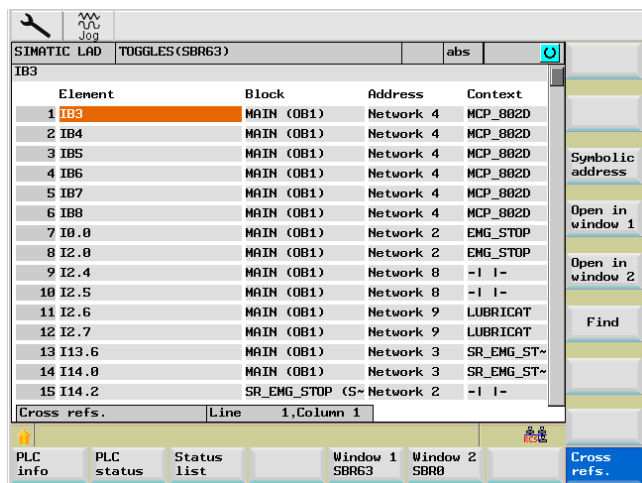 Jog
SIMATIC LAD TOGGLES(SBR63) abs
IB3
Element Block Address Context
1 IB3 MAIN (OB1) Network 4 MCP_802D
2 IB4 MAIN (OB1) Network 4 MCP_802D
3 IB5 MAIN (OB1) Network 4 MCP_802D
4 IB6 MAIN (OB1) Network 4 MCP_802D
5 IB7 MAIN (OB1) Network 4 MCP_802D
6 IB8 MAIN (OB1) Network 4 MCP_802D
7 I0.0 MAIN (OB1) Network 2 EMG_STOP
8 I2.0 MAIN (OB1) Network 2 EMG_STOP
9 I2.4 MAIN (OB1) Network 8 -| |-
10 I2.5 MAIN (OB1) Network 8 -| |-
11 I2.6 MAIN (OB1) Network 9 LUBRICAT
12 I2.7 MAIN (OB1) Network 9 LUBRICAT
13 I13.6 MAIN (OB1) Network 3 SR_EMG_ST~
14 I14.0 MAIN (OB1) Network 3 SR_EMG_ST~
15 I14.2 SR_EMG_STOP (S~ Network 2 -| |-
Cross refs. Line 1,Column 1
Symbolic
address
Open in
window 1
Open in
window 2
Find
RCS
PLC
info
PLC
status
Status
list
Window 1
SBR63
Window 2
SBR0
Cross
refs.